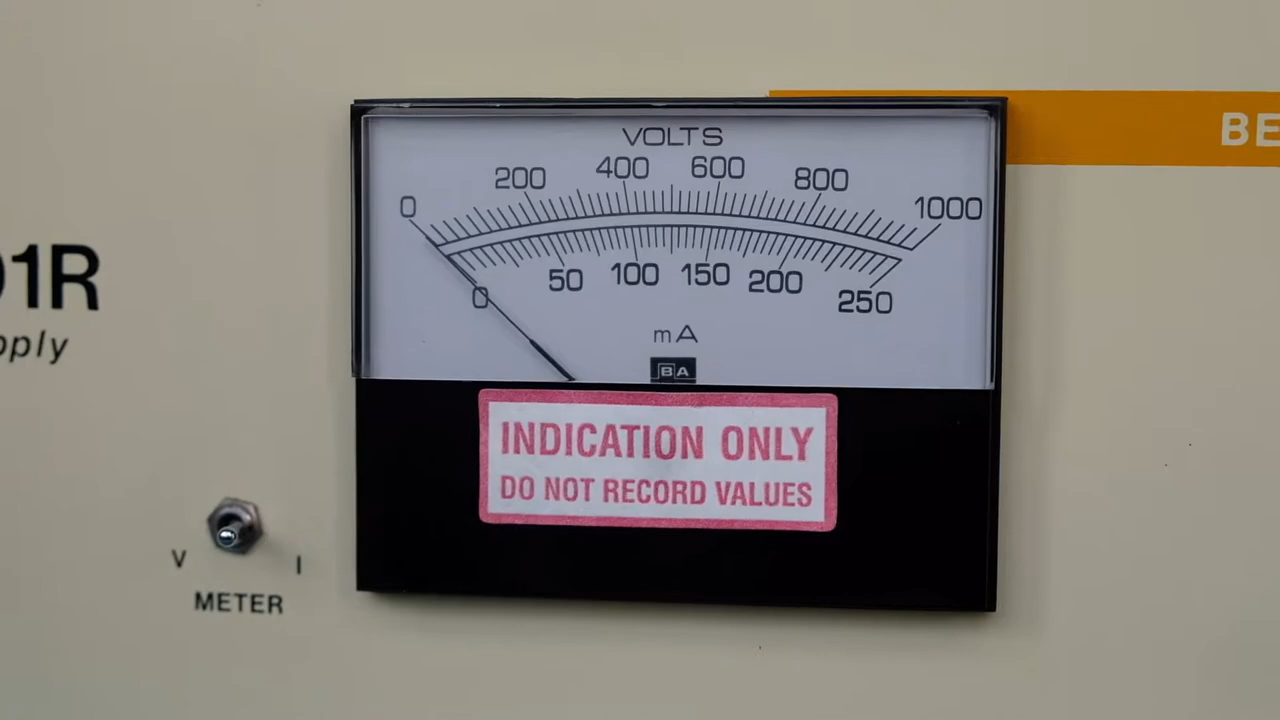 BE
VOLTS
0 200 400 600 800 1000
0 50 100 150 200 250
mA
BA
1R
INDICATION ONLY
DO NOT RECORD VALUES
V I
METER